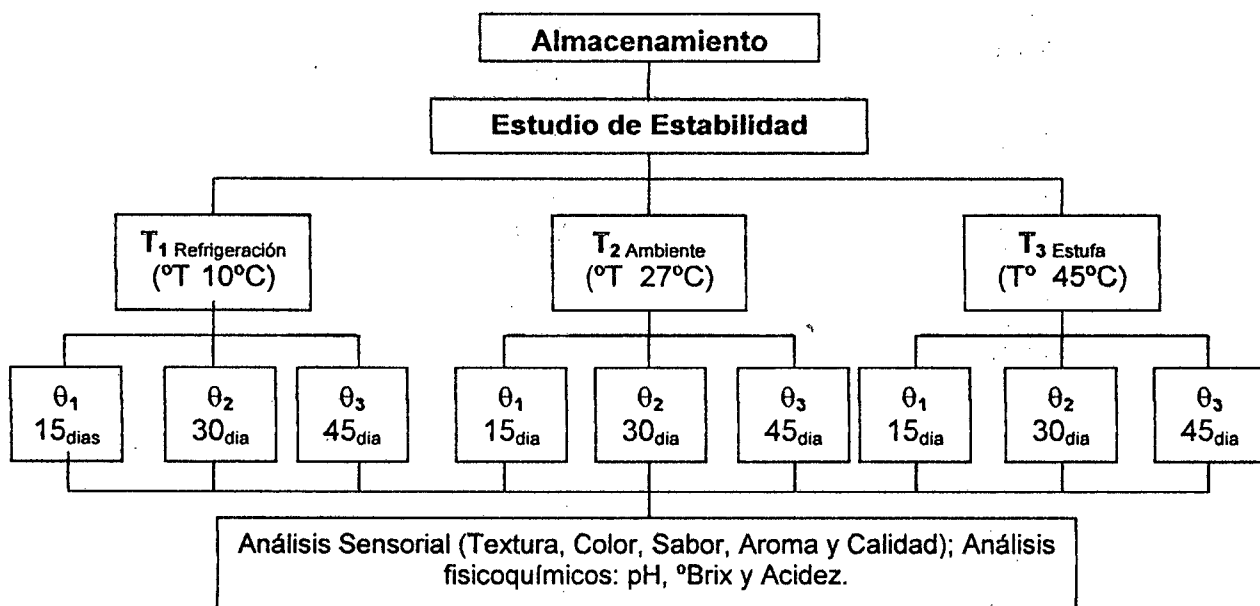 Almacenamiento
Estudio de Estabilidad
T1 Refrigeración
(ºT 10ºC)
T2 Ambiente
(ºT 27ºC)
T3 Estufa
(Tº 45ºC)
θ1
15dias
θ2
30dia
θ3
45dia
θ1
15dia
θ2
30dia
θ3
45dia
θ1
15dia
θ2
30dia
θ3
45dia
Análisis Sensorial (Textura, Color, Sabor, Aroma y Calidad); Análisis
fisicoquímicos: pH, ºBrix y Acidez.